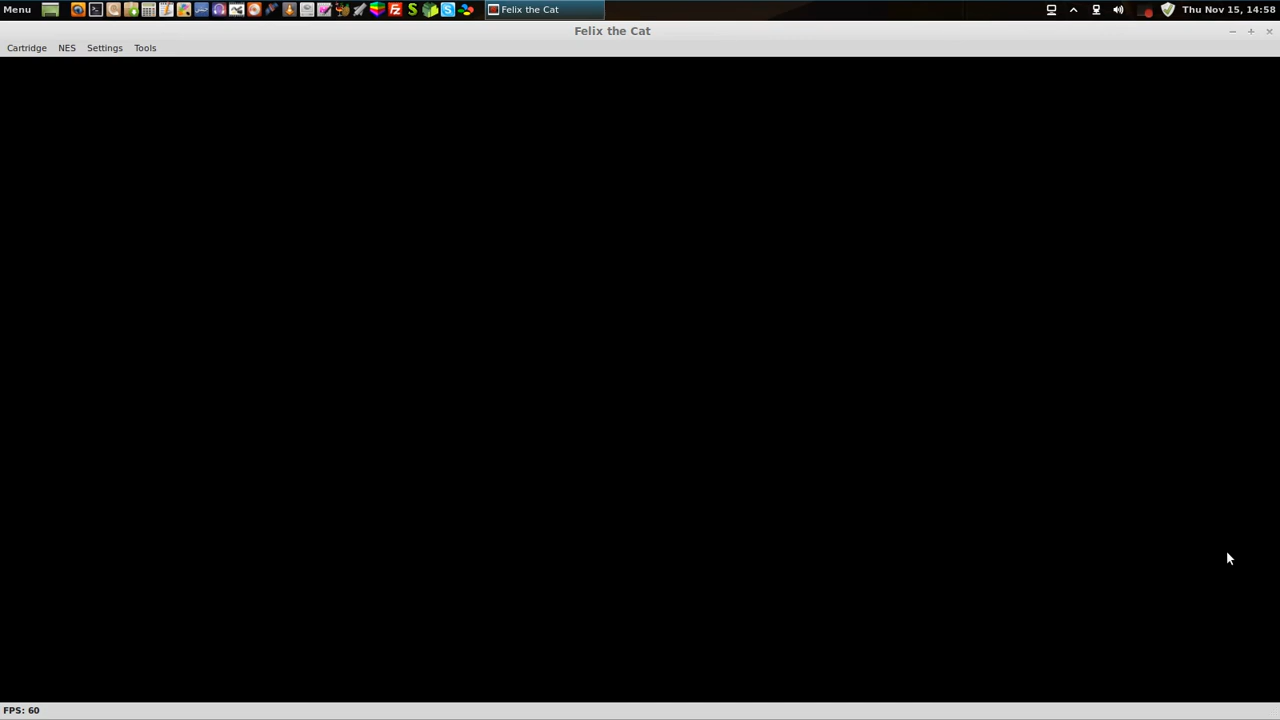 Menu Felix the Cat Thu Nov 15, 14:58
Felix the Cat
Cartridge NES Settings Tools
FPS: 60